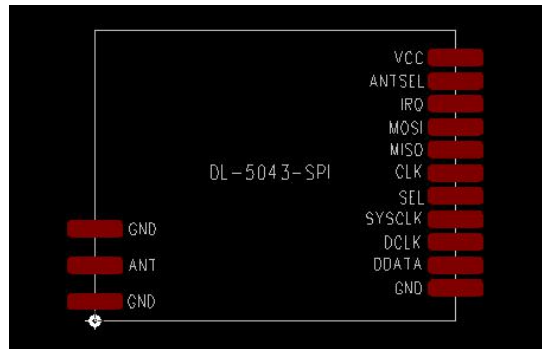 VCC
ANTSEL
IRQ
MOSI
MISO
DL-5043-SPI
CLK
SEL
SYSCLK
GND
DCLK
ANT
DDATA
GND
GND